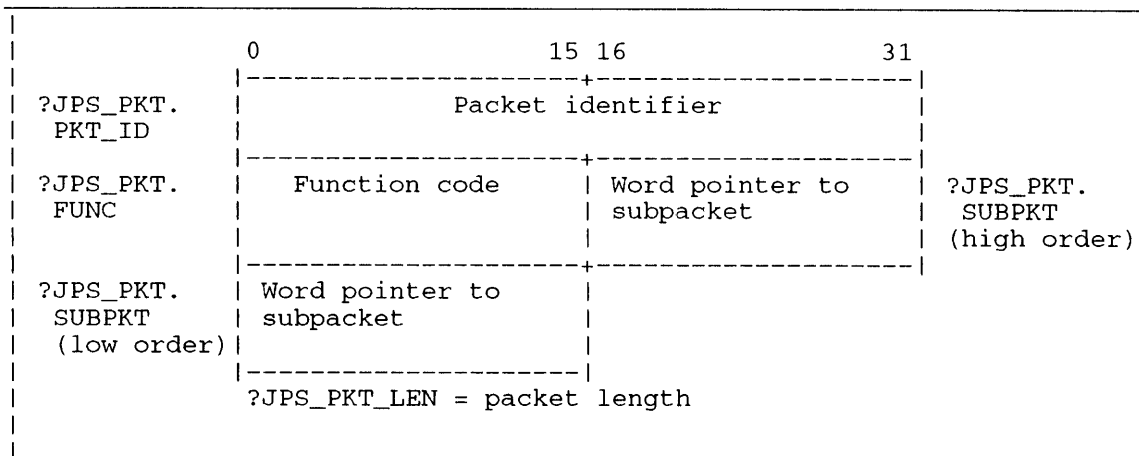 0 15 16 31
?JPS_PKT. Packet identifier
PKT_ID
?JPS_PKT. Function code Word pointer to ?JPS_PKT.
FUNC subpacket SUBPKT
(high order)
?JPS_PKT. Word pointer to
SUBPKT subpacket
(low order)
?JPS_PKT_LEN = packet length